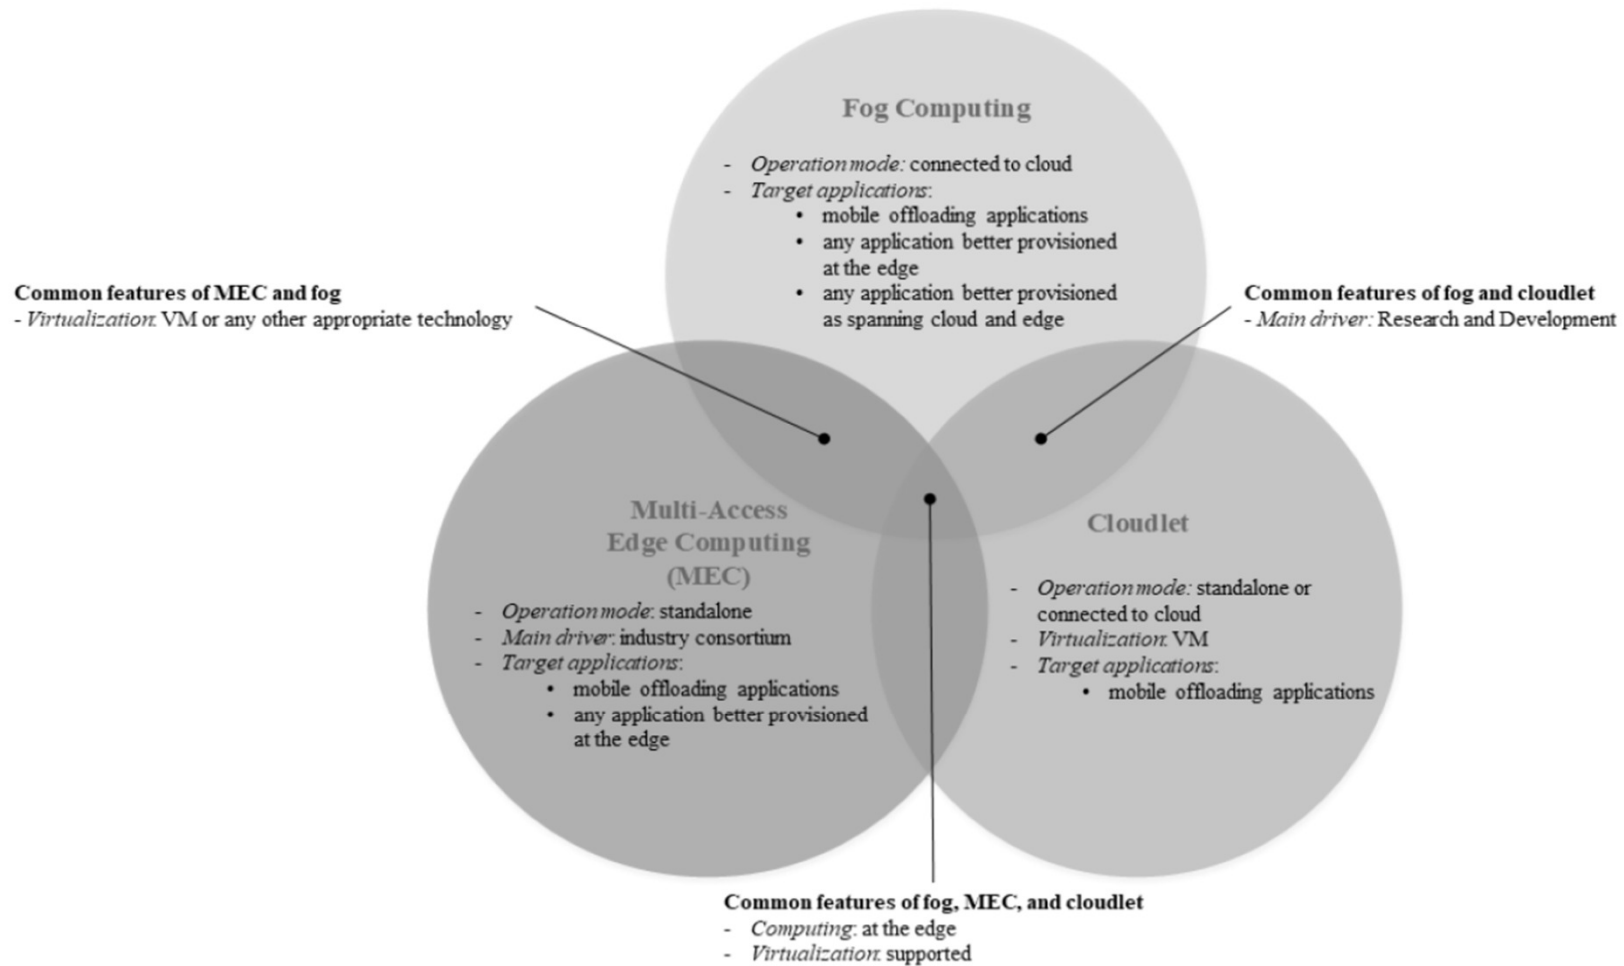 Fog Computing
- Operation mode: connected to cloud
- Target applications:
• mobile offloading applications
• any application better provisioned
at the edge
• any application better provisioned
as spanning cloud and edge
Common features of MEC and fog
- Virtualization: VM or any other appropriate technology
Common features of fog and cloudlet
- Main driver: Research and Development
Multi-Access
Edge Computing
(MEC)
- Operation mode: standalone
- Main driver: industry consortium
- Target applications:
• mobile offloading applications
• any application better provisioned
at the edge
Cloudlet
- Operation mode: standalone or
connected to cloud
- Virtualization: VM
- Target applications:
• mobile offloading applications
Common features of fog, MEC, and cloudlet
- Computing: at the edge
- Virtualization: supported